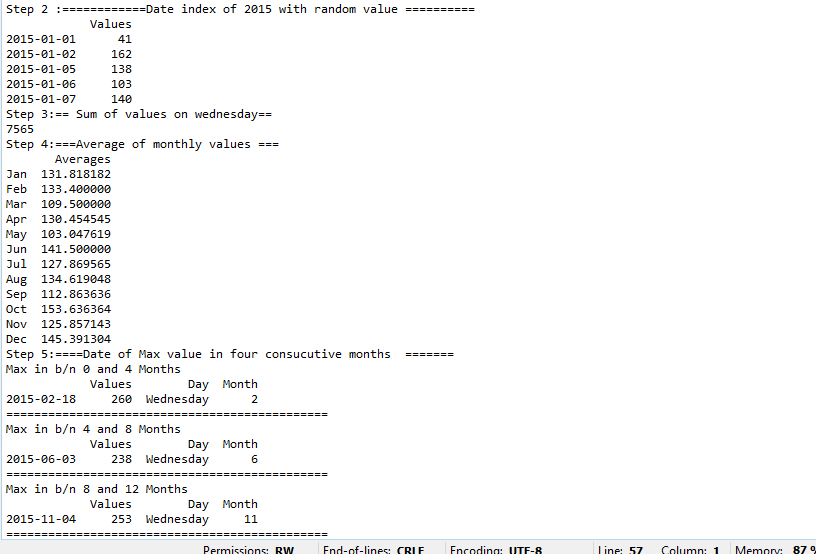 Step 2 :============Date index of 2015 with random value ==========
Values
2015-01-01 41
2015-01-02 162
2015-01-05 138
2015-01-06 103
2015-01-07 140
Step 3:== Sum of values on wednesday==
7565
Step 4:===Average of monthly values ===
Averages
Jan 131.818182
Feb 133.400000
Mar 109.500000
Apr 130.454545
May 103.047619
Jun 141.500000
Jul 127.869565
Aug 134.619048
Sep 112.863636
Oct 153.636364
Nov 125.857143
Dec 145.391304
Step 5:====Date of Max value in four consucutive months =======
Max in b/n 0 and 4 Months
Values Day Month
2015-02-18 260 Wednesday 2
==============================================
Max in b/n 4 and 8 Months
Values Day Month
2015-06-03 238 Wednesday 6
==============================================
Max in b/n 8 and 12 Months
Values Day Month
2015-11-04 253 Wednesday 11
==============================================
Permissions: RW End-of-lines: CRLF Encoding: UTF-8 Line: 57 Column: 1 Memory: 87 %